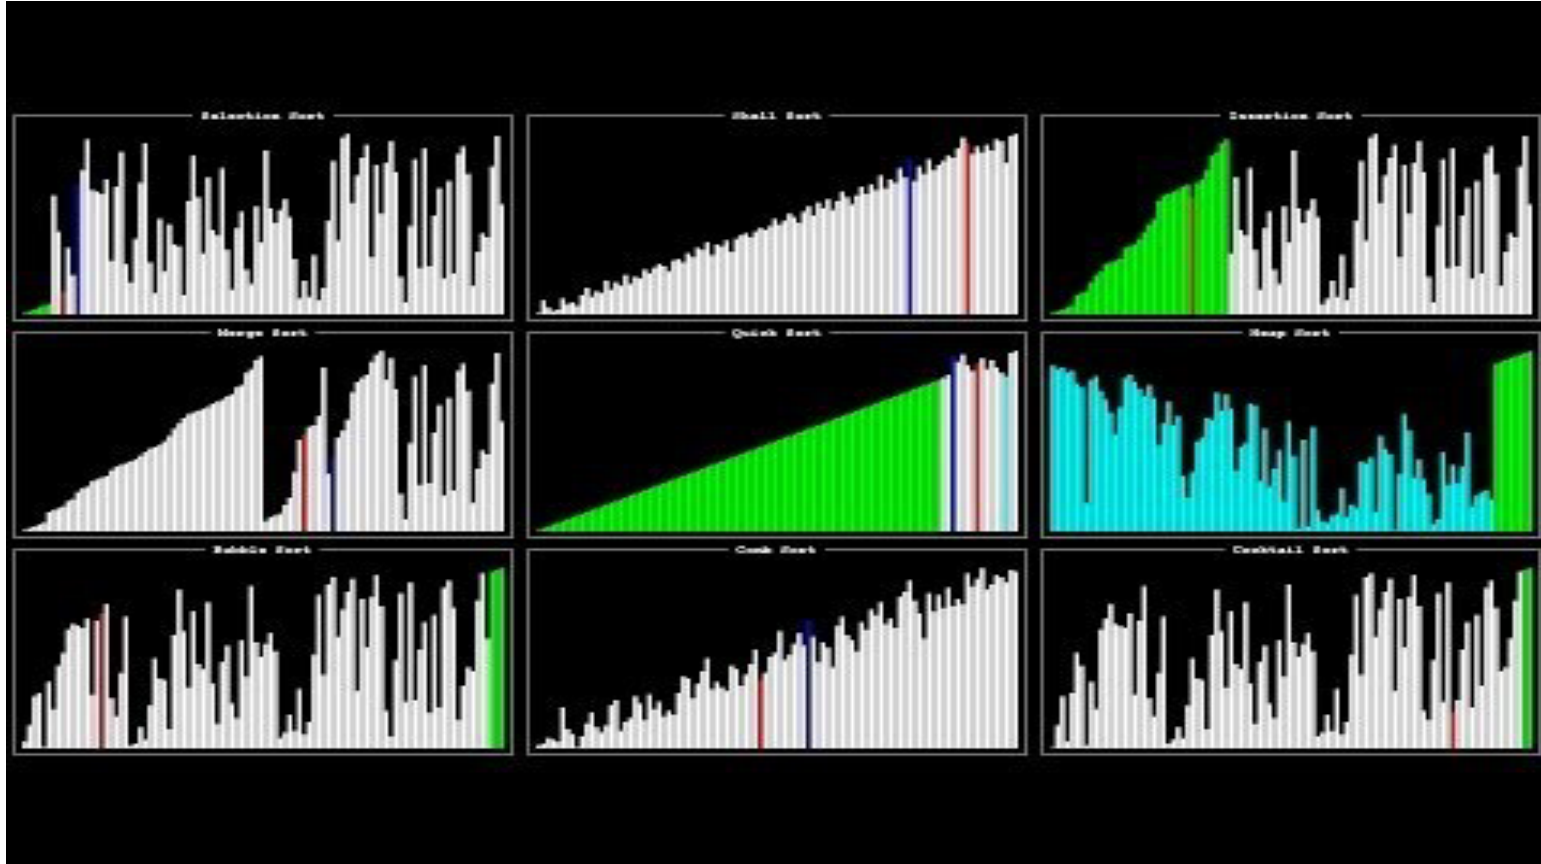 Selection Sort
Shell Sort
Insertion Sort
Merge Sort
Quick Sort
Heap Sort
Bubble Sort
Comb Sort
Cocktail Sort